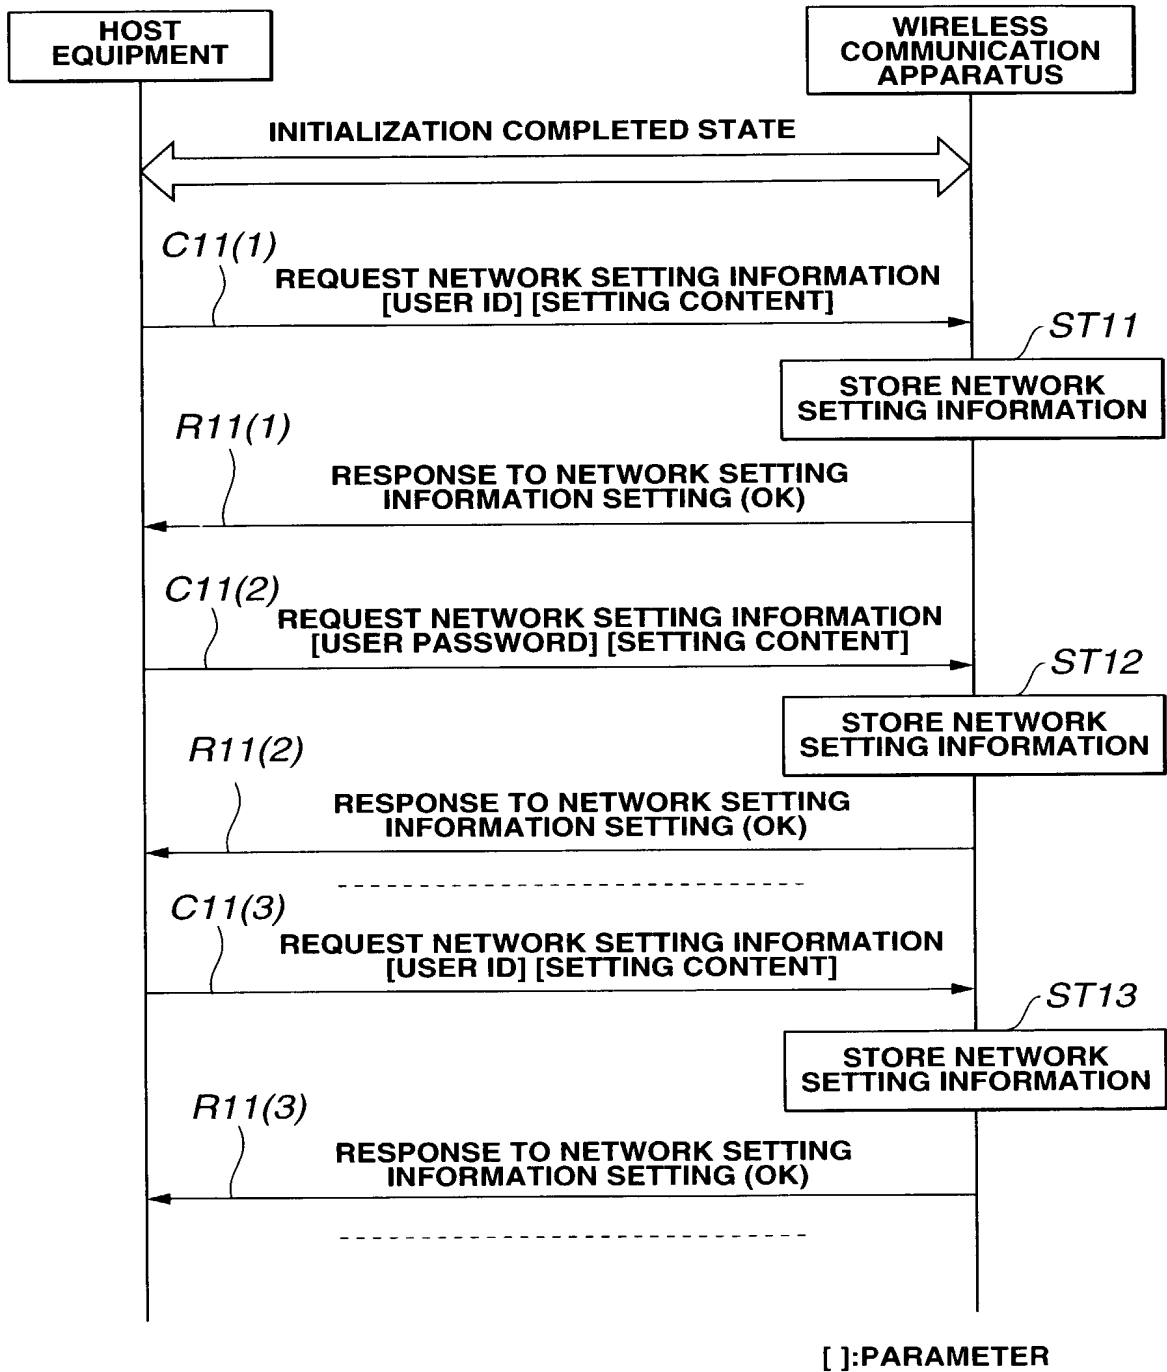 HOST
EQUIPMENT
WIRELESS
COMMUNICATION
APPARATUS
INITIALIZATION COMPLETED STATE
C11(1)
REQUEST NETWORK SETTING INFORMATION
[USER ID] [SETTING CONTENT]
ST11
STORE NETWORK
SETTING INFORMATION
R11(1)
RESPONSE TO NETWORK SETTING
INFORMATION SETTING (OK)
C11(2)
REQUEST NETWORK SETTING INFORMATION
[USER PASSWORD] [SETTING CONTENT]
ST12
STORE NETWORK
SETTING INFORMATION
R11(2)
RESPONSE TO NETWORK SETTING
INFORMATION SETTING (OK)
C11(3)
REQUEST NETWORK SETTING INFORMATION
[USER ID] [SETTING CONTENT]
ST13
STORE NETWORK
SETTING INFORMATION
R11(3)
RESPONSE TO NETWORK SETTING
INFORMATION SETTING (OK)
[ ]:PARAMETER